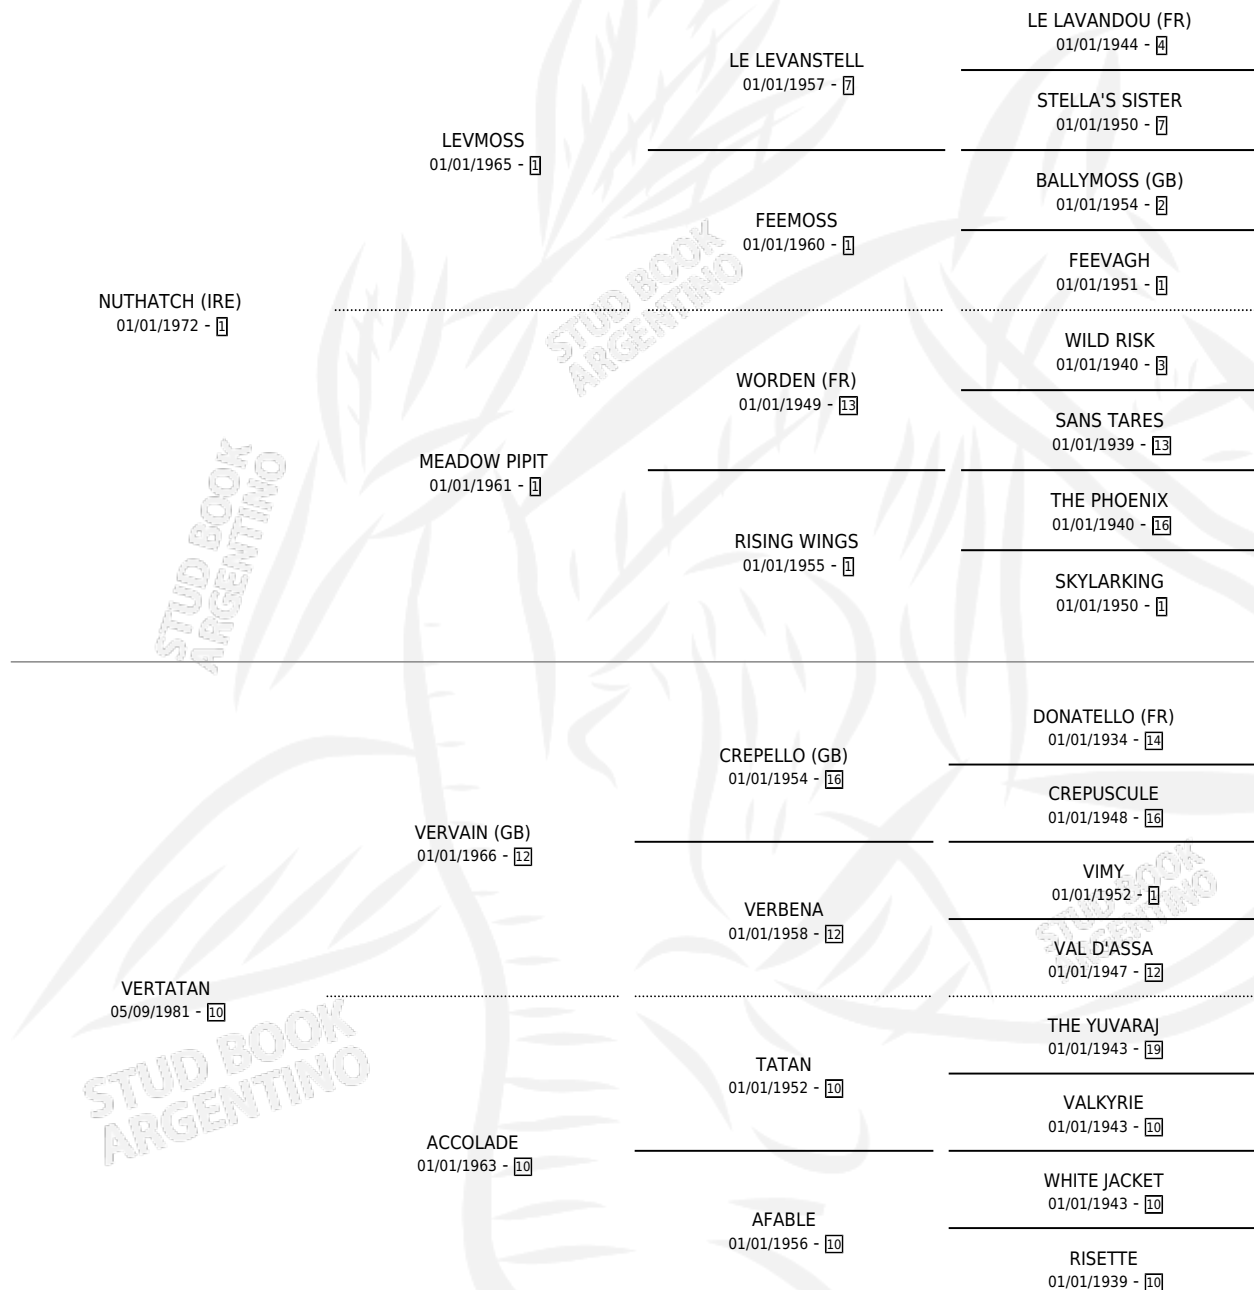 LE LAVANDOU (FR)
01/01/1944 - 4
LE LEVANSTELL
01/01/1957 - 7
STELLA'S SISTER
01/01/1950 - 7
LEVMOSS
01/01/1965 - 1
BALLYMOSS (GB)
01/01/1954 - 2
FEEMOSS
01/01/1960 - 1
FEEVAGH
01/01/1951 - 1
NUTHATCH (IRE)
01/01/1972 - 1
STUD BOOK
ARGENTINO
WILD RISK
01/01/1940 - 3
WORDEN (FR)
01/01/1949 - 13
SANS TARES
01/01/1939 - 13
MEADOW PIPIT
01/01/1961 - 1
THE PHOENIX
01/01/1940 - 16
RISING WINGS
01/01/1955 - 1
SKYLARKING
01/01/1950 - 1
STUD BOOK
ARGENTINO
DONATELLO (FR)
01/01/1934 - 14
CREPELLO (GB)
01/01/1954 - 16
CREPUSCULE
01/01/1948 - 16
VERVAIN (GB)
01/01/1966 - 12
VIMY
01/01/1952 - 1
VERBENA
01/01/1958 - 12
STUD BOOK
ARGENTINO
VAL D'ASSA
01/01/1947 - 12
VERTATAN
05/09/1981 - 10
STUD BOOK
ARGENTINO
THE YUVARAJ
01/01/1943 - 19
TATAN
01/01/1952 - 10
VALKYRIE
01/01/1943 - 10
ACCOLADE
01/01/1963 - 10
WHITE JACKET
01/01/1943 - 10
AFABLE
01/01/1956 - 10
RISETTE
01/01/1939 - 10